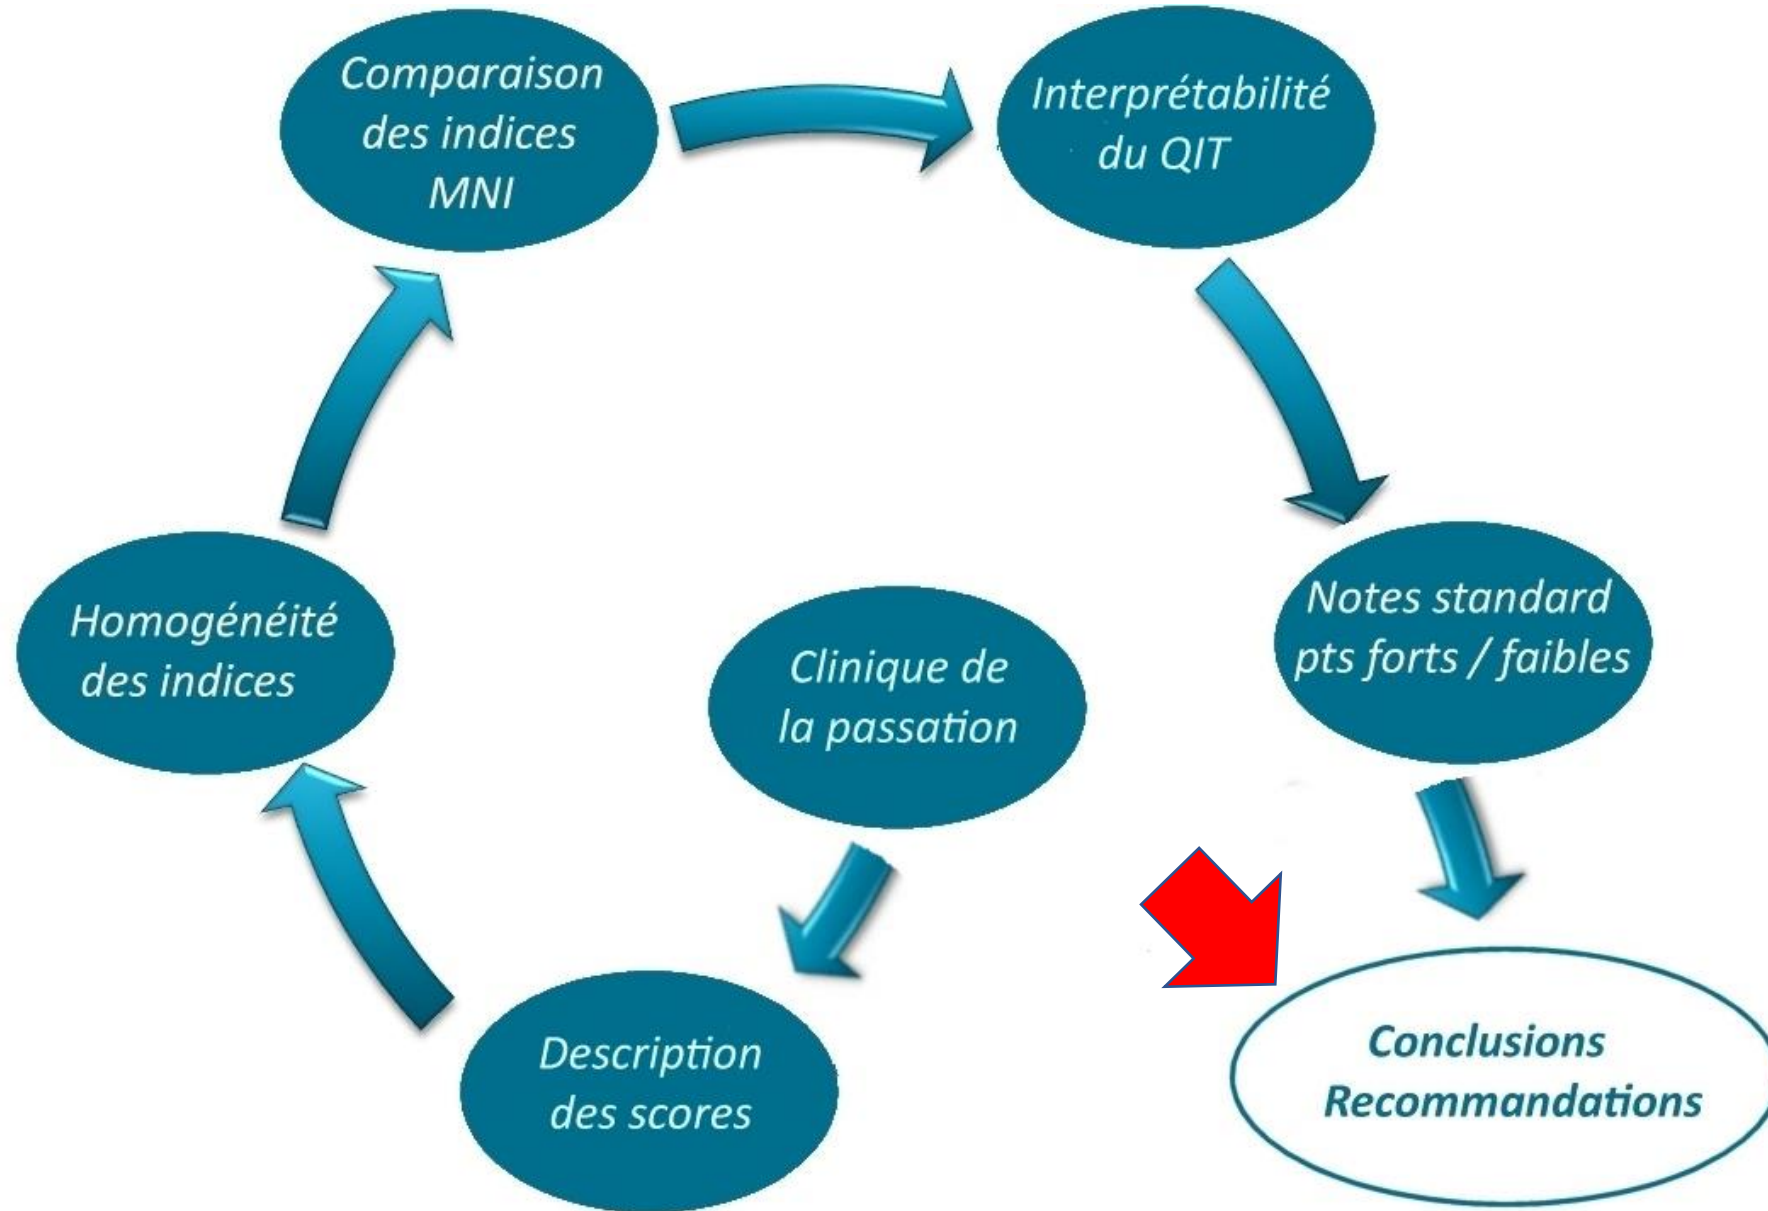 Comparaison
des indices
MNI
Interprétabilité
du QIT
Homogénéité
des indices
Notes standard
pts forts / faibles
Clinique de
la passation
Description
des scores
Conclusions
Recommandations